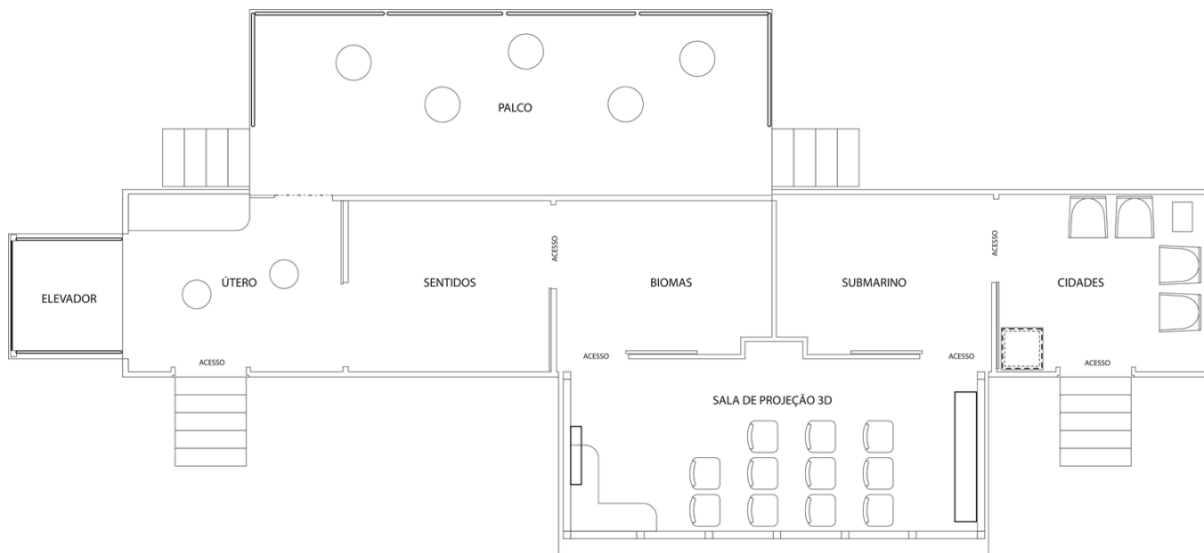 PALCO
ELEVADOR
ÚTERO
ACESSO
SENTIDOS
ACESSO
BIOMAS
ACESSO
SUBMARINO
ACESSO
ACESSO
CIDADES
ACESSO
SALA DE PROJEÇÃO 3D